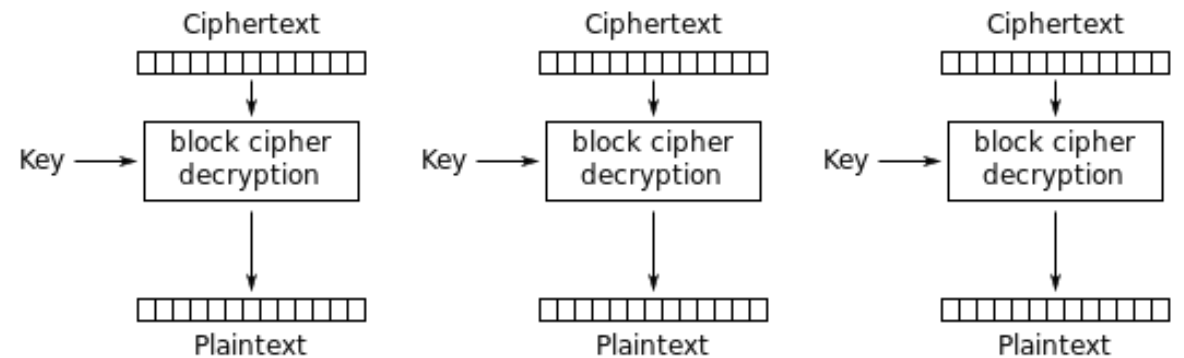 Ciphertext Ciphertext Ciphertext
block cipher block cipher block cipher
Key Key Key
decryption decryption decryption
Plaintext Plaintext Plaintext